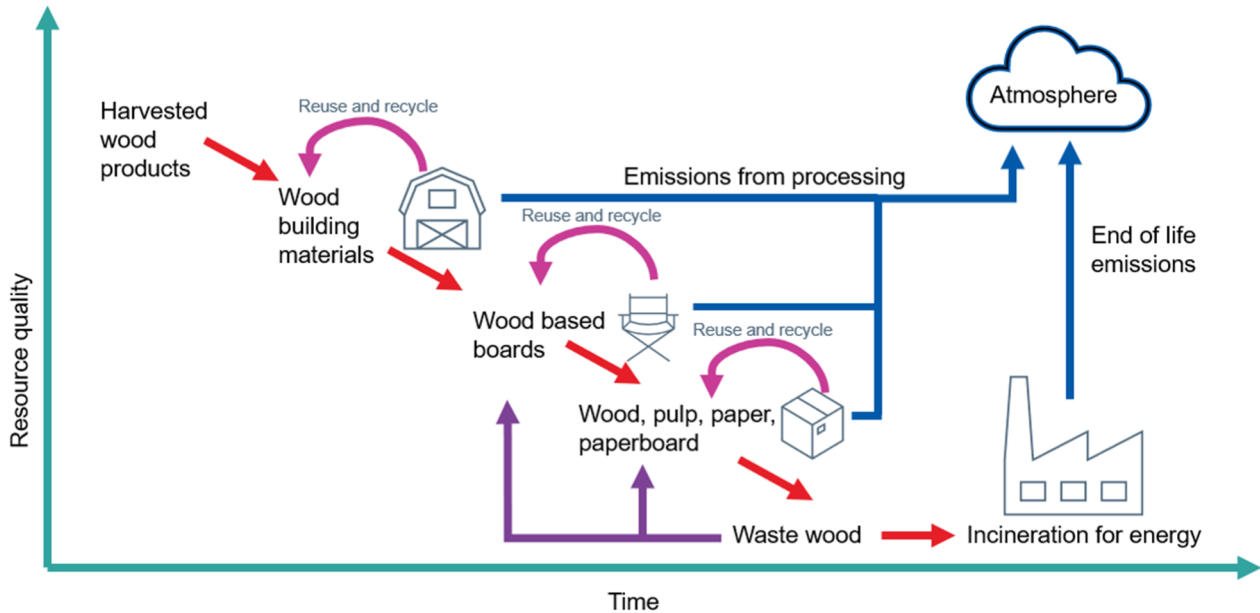 Harvested
wood
products
Reuse and recycle
Wood
building
materials
Atmosphere
Emissions from processing
Reuse and recycle
End of life
emissions
Wood based
boards
Reuse and recycle
Wood, pulp, paper,
paperboard
Waste wood
Incineration for energy
Resource quality
Time